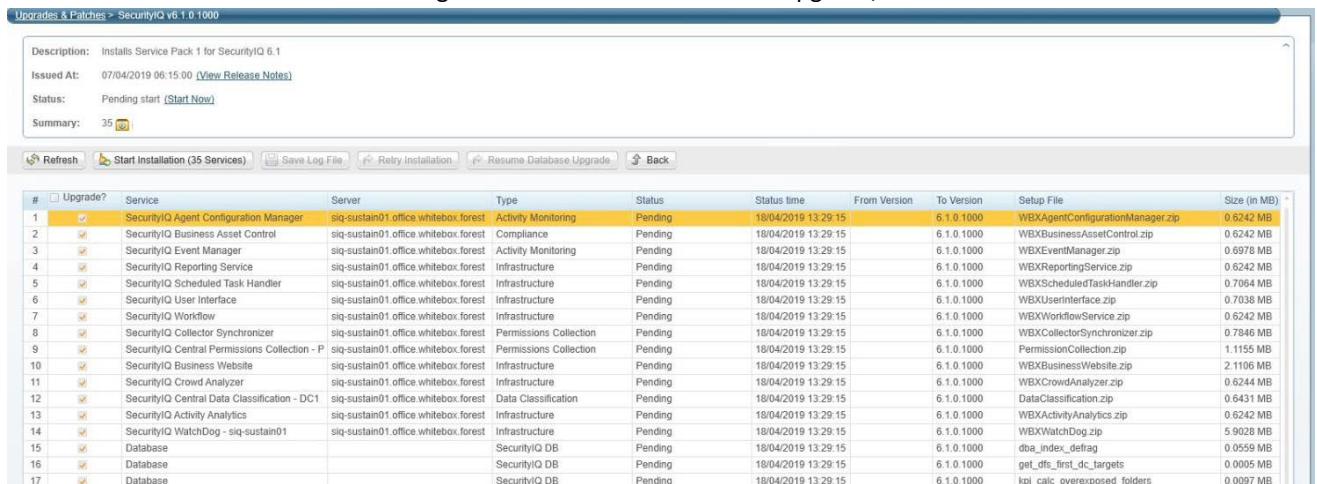 Upgrades & Patches > SecurityIQ v6.1.0.1000
Description: Installs Service Pack 1 for SecurityIQ 6.1
Issued At: 07/04/2019 06:15:00 (View Release Notes)
Status: Pending start (Start Now)
Summary: 35
Refresh Start Installation (35 Services) Save Log File Retry Installation Resume Database Upgrade Back
# Upgrade? Service Server Type Status Status time From Version To Version Setup File Size (in MB)
1 SecurityIQ Agent Configuration Manager siq-sustain01.office.whitebox.forest Activity Monitoring Pending 18/04/2019 13:29:15 6.1.0.1000 WBXAgentConfigurationManager.zip 0.6242 MB
2 SecurityIQ Business Asset Control siq-sustain01.office.whitebox.forest Compliance Pending 18/04/2019 13:29:15 6.1.0.1000 WBXBusinessAssetControl.zip 0.6242 MB
3 SecurityIQ Event Manager siq-sustain01.office.whitebox.forest Activity Monitoring Pending 18/04/2019 13:29:15 6.1.0.1000 WBXEventManager.zip 0.6978 MB
4 SecurityIQ Reporting Service siq-sustain01.office.whitebox.forest Infrastructure Pending 18/04/2019 13:29:15 6.1.0.1000 WBXReportingService.zip 0.6242 MB
5 SecurityIQ Scheduled Task Handler siq-sustain01.office.whitebox.forest Infrastructure Pending 18/04/2019 13:29:15 6.1.0.1000 WBXScheduledTaskHandler.zip 0.7064 MB
6 SecurityIQ User Interface siq-sustain01.office.whitebox.forest Infrastructure Pending 18/04/2019 13:29:15 6.1.0.1000 WBXUserInterface.zip 0.7038 MB
7 SecurityIQ Workflow siq-sustain01.office.whitebox.forest Infrastructure Pending 18/04/2019 13:29:15 6.1.0.1000 WBXWorkflowService.zip 0.6242 MB
8 SecurityIQ Collector Synchronizer siq-sustain01.office.whitebox.forest Permissions Collection Pending 18/04/2019 13:29:15 6.1.0.1000 WBXCollectorSynchronizer.zip 0.7846 MB
9 SecurityIQ Central Permissions Collection - P siq-sustain01.office.whitebox.forest Permissions Collection Pending 18/04/2019 13:29:15 6.1.0.1000 PermissionCollection.zip 1.1155 MB
10 SecurityIQ Business Website siq-sustain01.office.whitebox.forest Infrastructure Pending 18/04/2019 13:29:15 6.1.0.1000 WBXBusinessWebsite.zip 2.1106 MB
11 SecurityIQ Crowd Analyzer siq-sustain01.office.whitebox.forest Infrastructure Pending 18/04/2019 13:29:15 6.1.0.1000 WBXCrowdAnalyzer.zip 0.6244 MB
12 SecurityIQ Central Data Classification - DC1 siq-sustain01.office.whitebox.forest Data Classification Pending 18/04/2019 13:29:15 6.1.0.1000 DataClassification.zip 0.6431 MB
13 SecurityIQ Activity Analytics siq-sustain01.office.whitebox.forest Infrastructure Pending 18/04/2019 13:29:15 6.1.0.1000 WBXActivityAnalytics.zip 0.6242 MB
14 SecurityIQ WatchDog - siq-sustain01 siq-sustain01.office.whitebox.forest Infrastructure Pending 18/04/2019 13:29:15 6.1.0.1000 WBXWatchDog.zip 5.9028 MB
15 Database SecurityIQ DB Pending 18/04/2019 13:29:15 6.1.0.1000 dba_index_defrag 0.0559 MB
16 Database SecurityIQ DB Pending 18/04/2019 13:29:15 6.1.0.1000 get_dfs_first_dc_targets 0.0005 MB
17 Database SecurityIQ DB Pending 18/04/2019 13:29:15 6.1.0.1000 kpi_calc_overexposed_folders 0.0097 MB